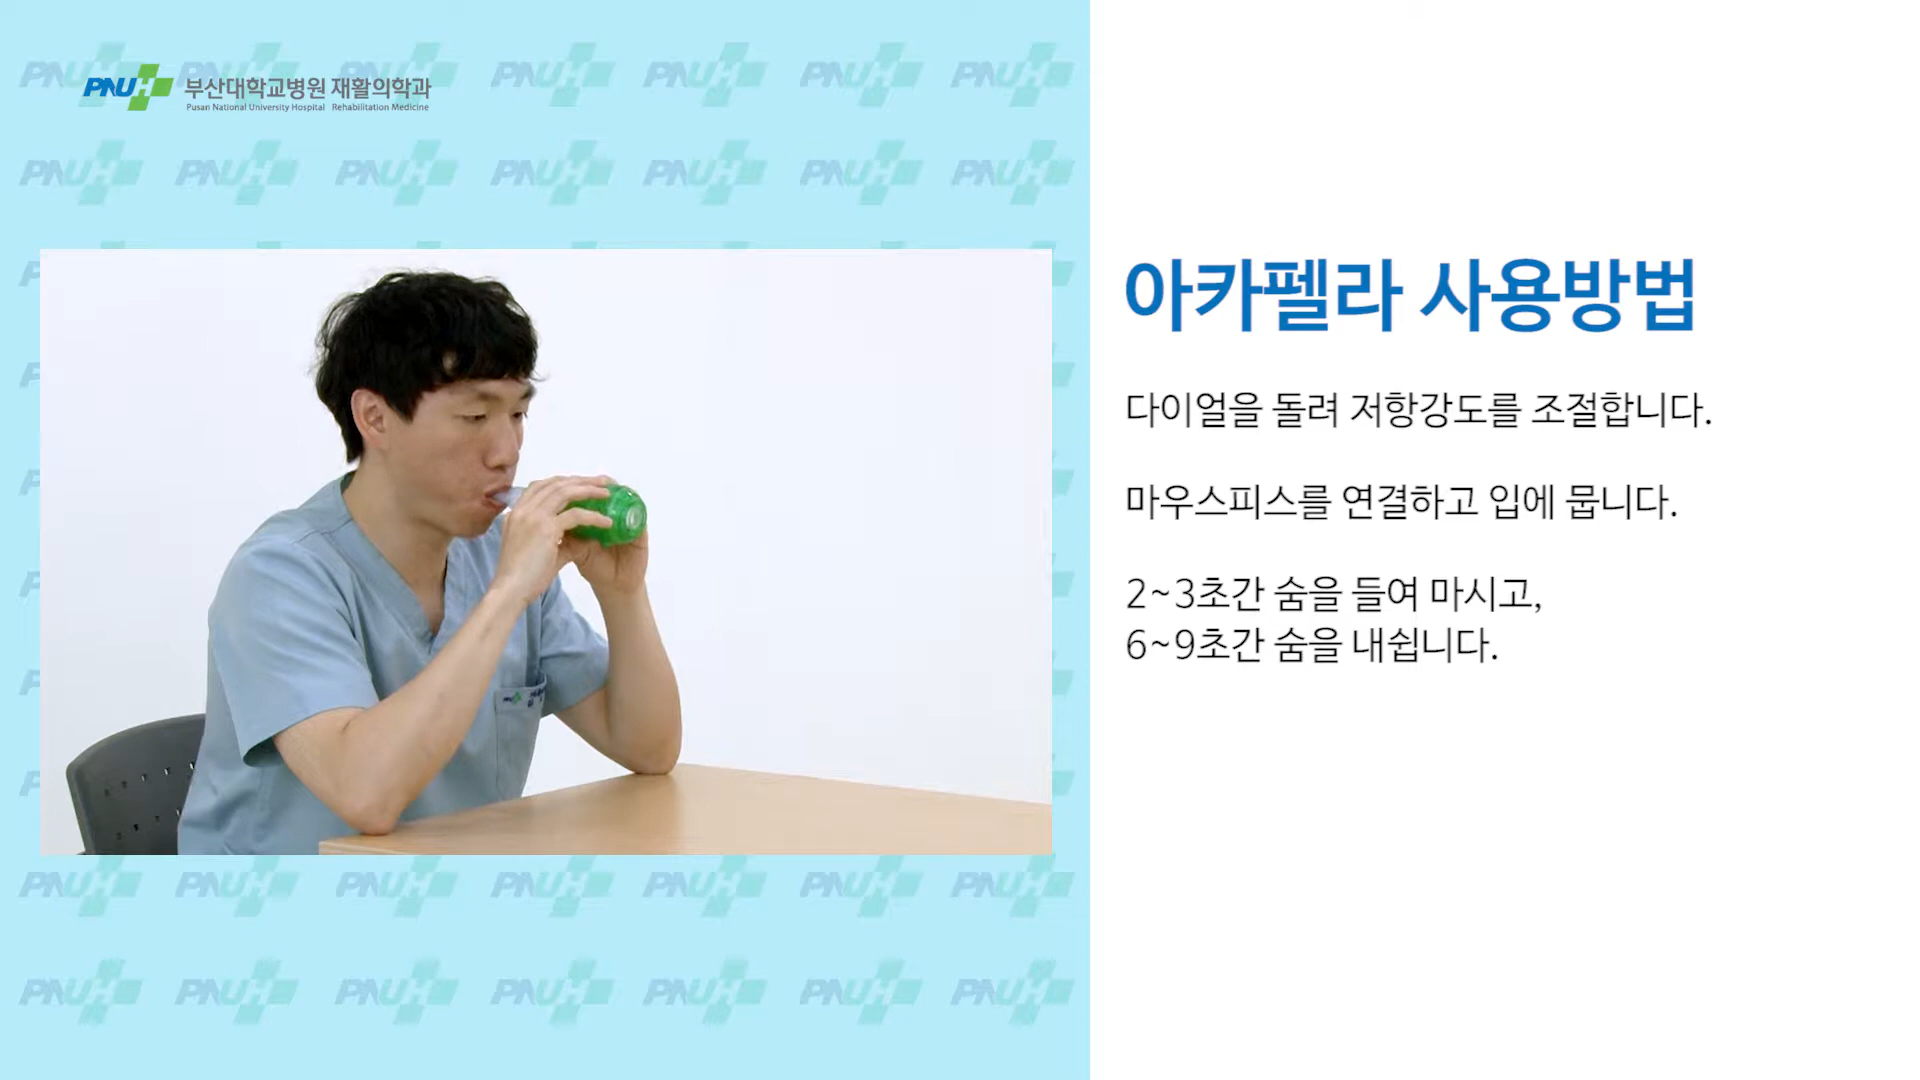 PNUH 부산대학교병원 재활의학과
Pusan National University Hospital Rehabilitation Medicine
아카펠라 사용방법
다이얼을 돌려 저항강도를 조절합니다.
마우스피스를 연결하고 입에 뭅니다.
2~3초간 숨을 들여 마시고,
6~9초간 숨을 내쉽니다.